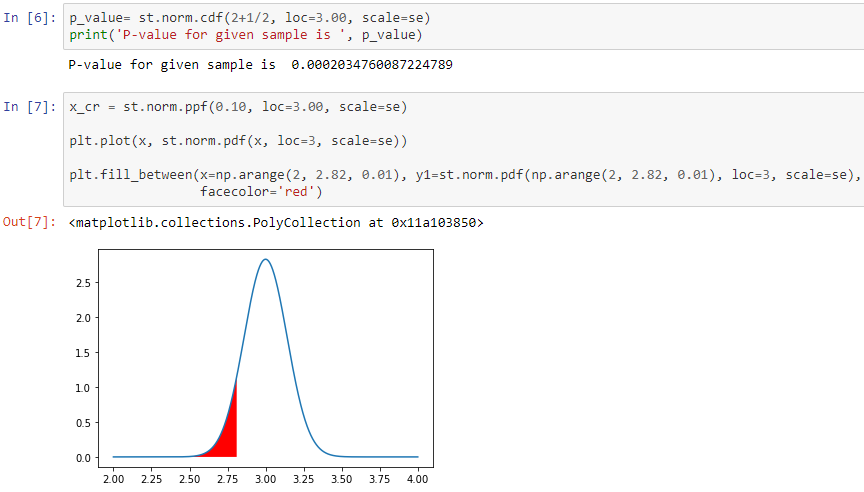 In [6]: p_value= st.norm.cdf(2+1/2, loc=3.00, scale=se)
print('P-value for given sample is ', p_value)
P-value for given sample is  0.0002034760087224789
In [7]: x_cr = st.norm.ppf(0.10, loc=3.00, scale=se)
plt.plot(x, st.norm.pdf(x, loc=3, scale=se))
plt.fill_between(x=np.arange(2, 2.82, 0.01), y1=st.norm.pdf(np.arange(2, 2.82, 0.01), loc=3, scale=se),
facecolor='red')
Out[7]: <matplotlib.collections.PolyCollection at 0x11a103850>
2.5
2.0
1.5
1.0
0.5
0.0
2.00 2.25 2.50 2.75 3.00 3.25 3.50 3.75 4.00